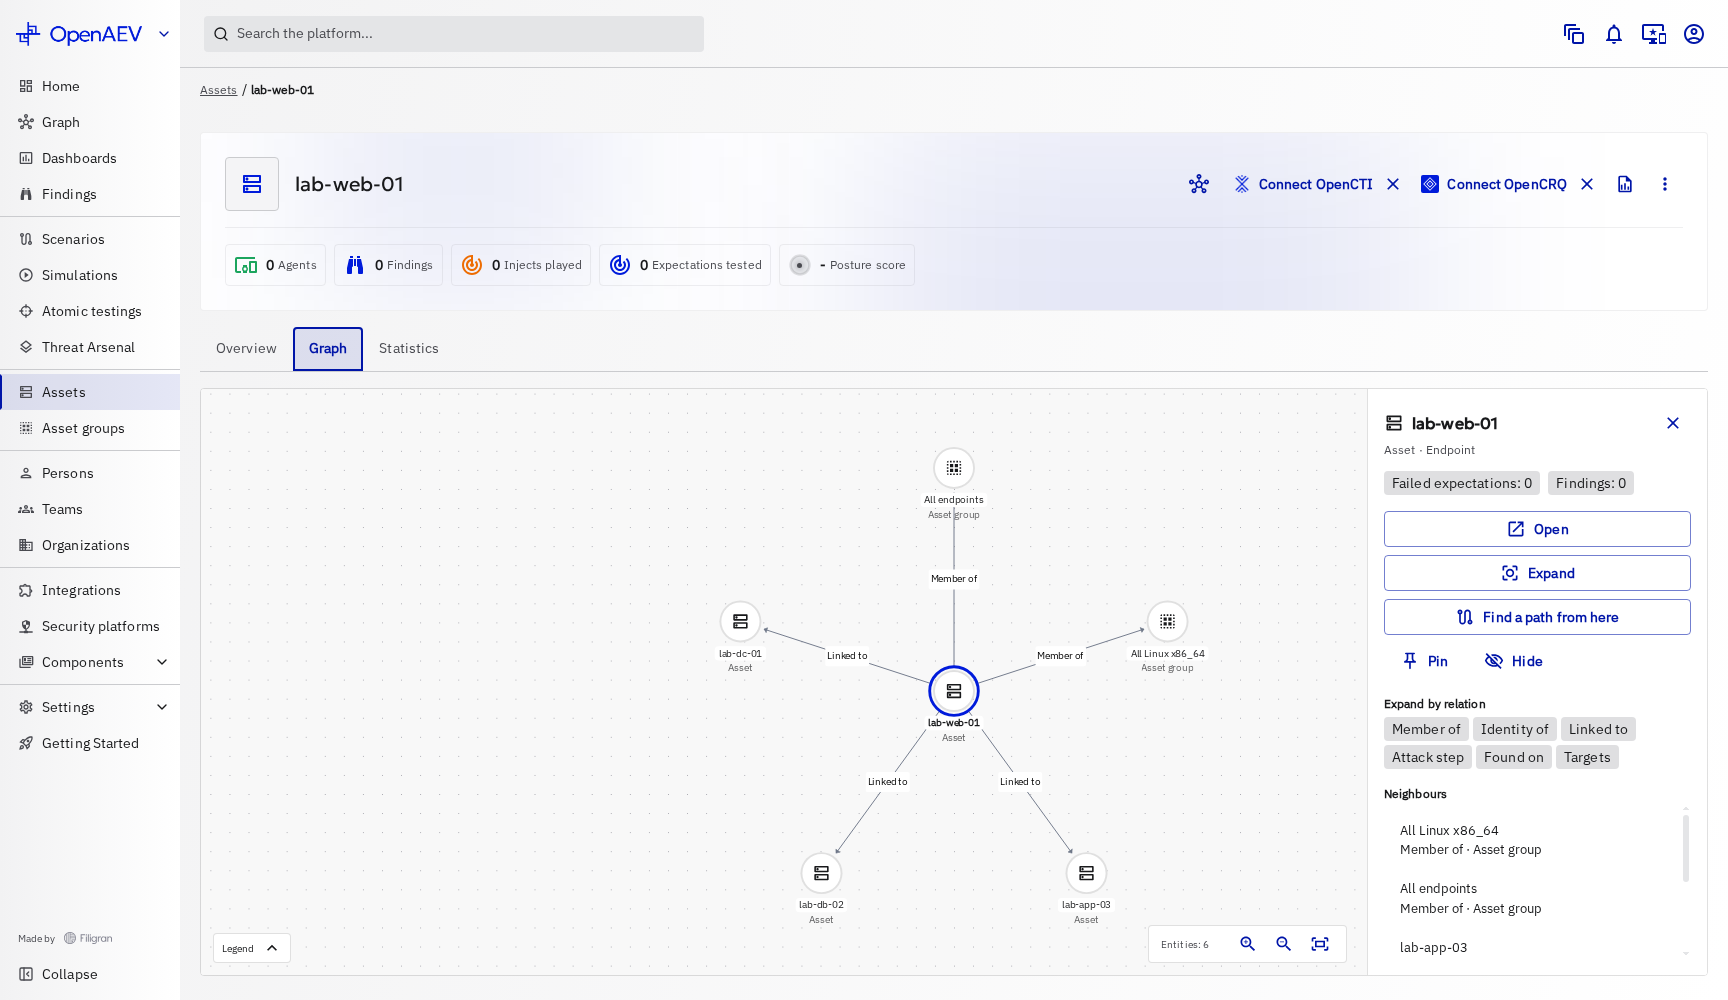 OpenAEV
Search the platform...
Home
Graph
Dashboards
Findings
Scenarios
Simulations
Atomic testings
Threat Arsenal
Assets
Asset groups
Persons
Teams
Organizations
Integrations
Security platforms
Components
Settings
Getting Started
Made by Filigran
Collapse
Assets / lab-web-01
lab-web-01
Connect OpenCTI
Connect OpenCRQ
0 Agents
0 Findings
0 Injects played
0 Expectations tested
- Posture score
Overview
Graph
Statistics
All endpoints
Asset group
Member of
lab-dc-01
Asset
Linked to
Member of
All Linux x86_64
Asset group
lab-web-01
Asset
Linked to
Linked to
lab-db-02
Asset
lab-app-03
Asset
Legend
Entities: 6
lab-web-01
Asset · Endpoint
Failed expectations: 0
Findings: 0
Open
Expand
Find a path from here
Pin
Hide
Expand by relation
Member of
Identity of
Linked to
Attack step
Found on
Targets
Neighbours
All Linux x86_64
Member of · Asset group
All endpoints
Member of · Asset group
lab-app-03